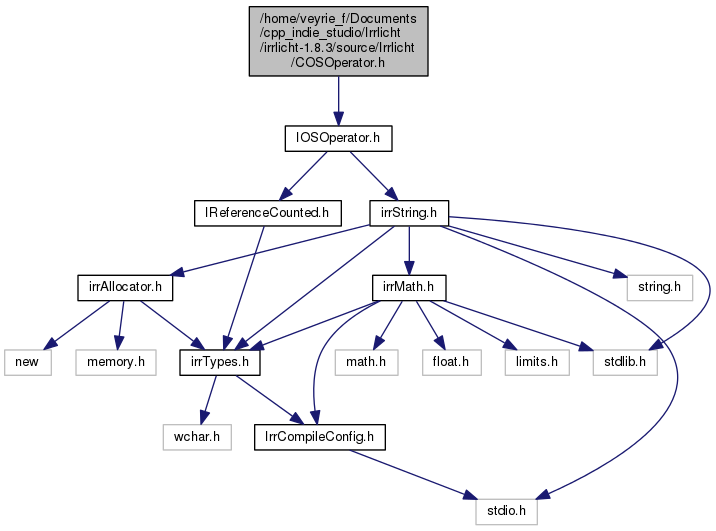 /home/veyrie_f/Documents
/cpp_indie_studio/Irrlicht
/irrlicht-1.8.3/source/Irrlicht
/COSOperator.h
IOSOperator.h
IReferenceCounted.h
irrString.h
irrAllocator.h
irrMath.h
string.h
new
memory.h
irrTypes.h
math.h
float.h
limits.h
stdlib.h
wchar.h
IrrCompileConfig.h
stdio.h